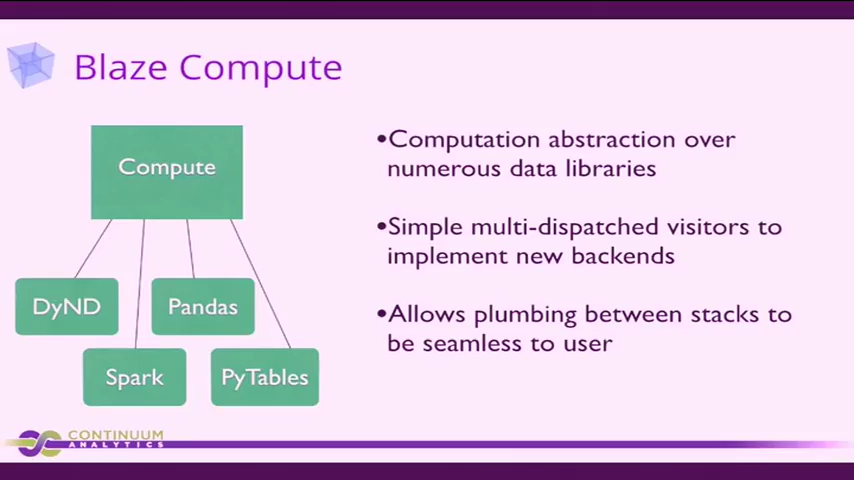 Blaze Compute
Compute
DyND
Pandas
Spark
PyTables
•Computation abstraction over
numerous data libraries
•Simple multi-dispatched visitors to
implement new backends
•Allows plumbing between stacks to
be seamless to user
CONTINUUM
ANALYTICS